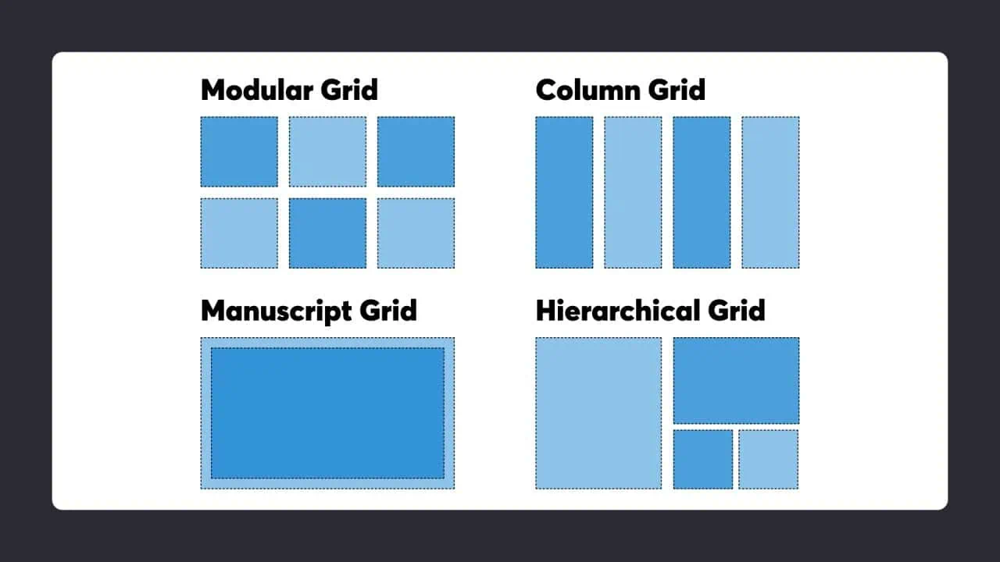 Modular Grid
Column Grid
Manuscript Grid
Hierarchical Grid